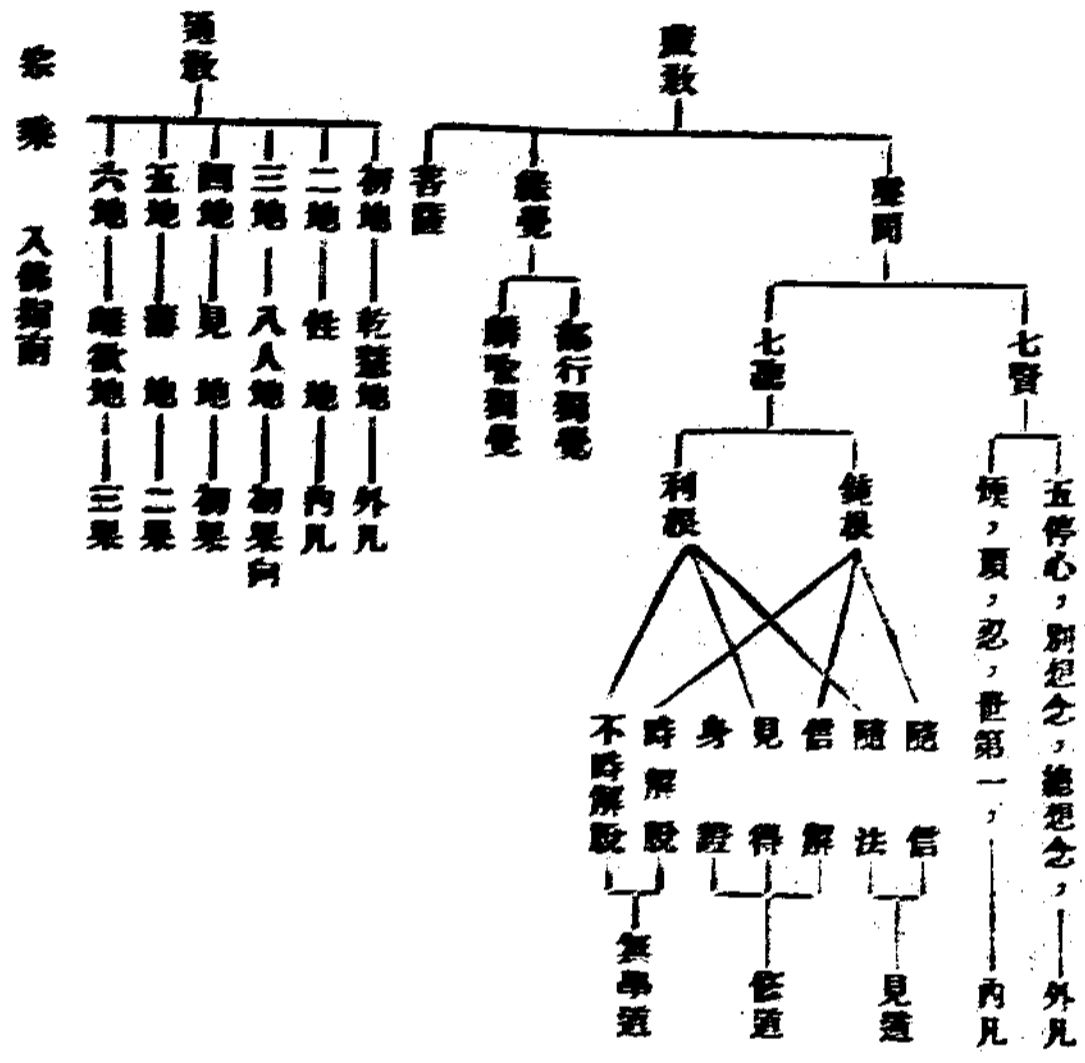 藏教
聲聞
七賢
五停心，別想念，總想念，外凡
煗，頂，忍，世第一，內凡
七聖
鈍根
利根
隨信
隨法
信解
見得
身證
時解脫
不時解脫
見道
修道
無學道
緣覺
部行獨覺
麟喻獨覺
菩薩
通教
初地 乾慧地 外凡
二地 性地 內凡
三地 八人地 初果向
四地 見地 初果
五地 薄地 二果
六地 離欲地 三果
宗乘
入佛指南